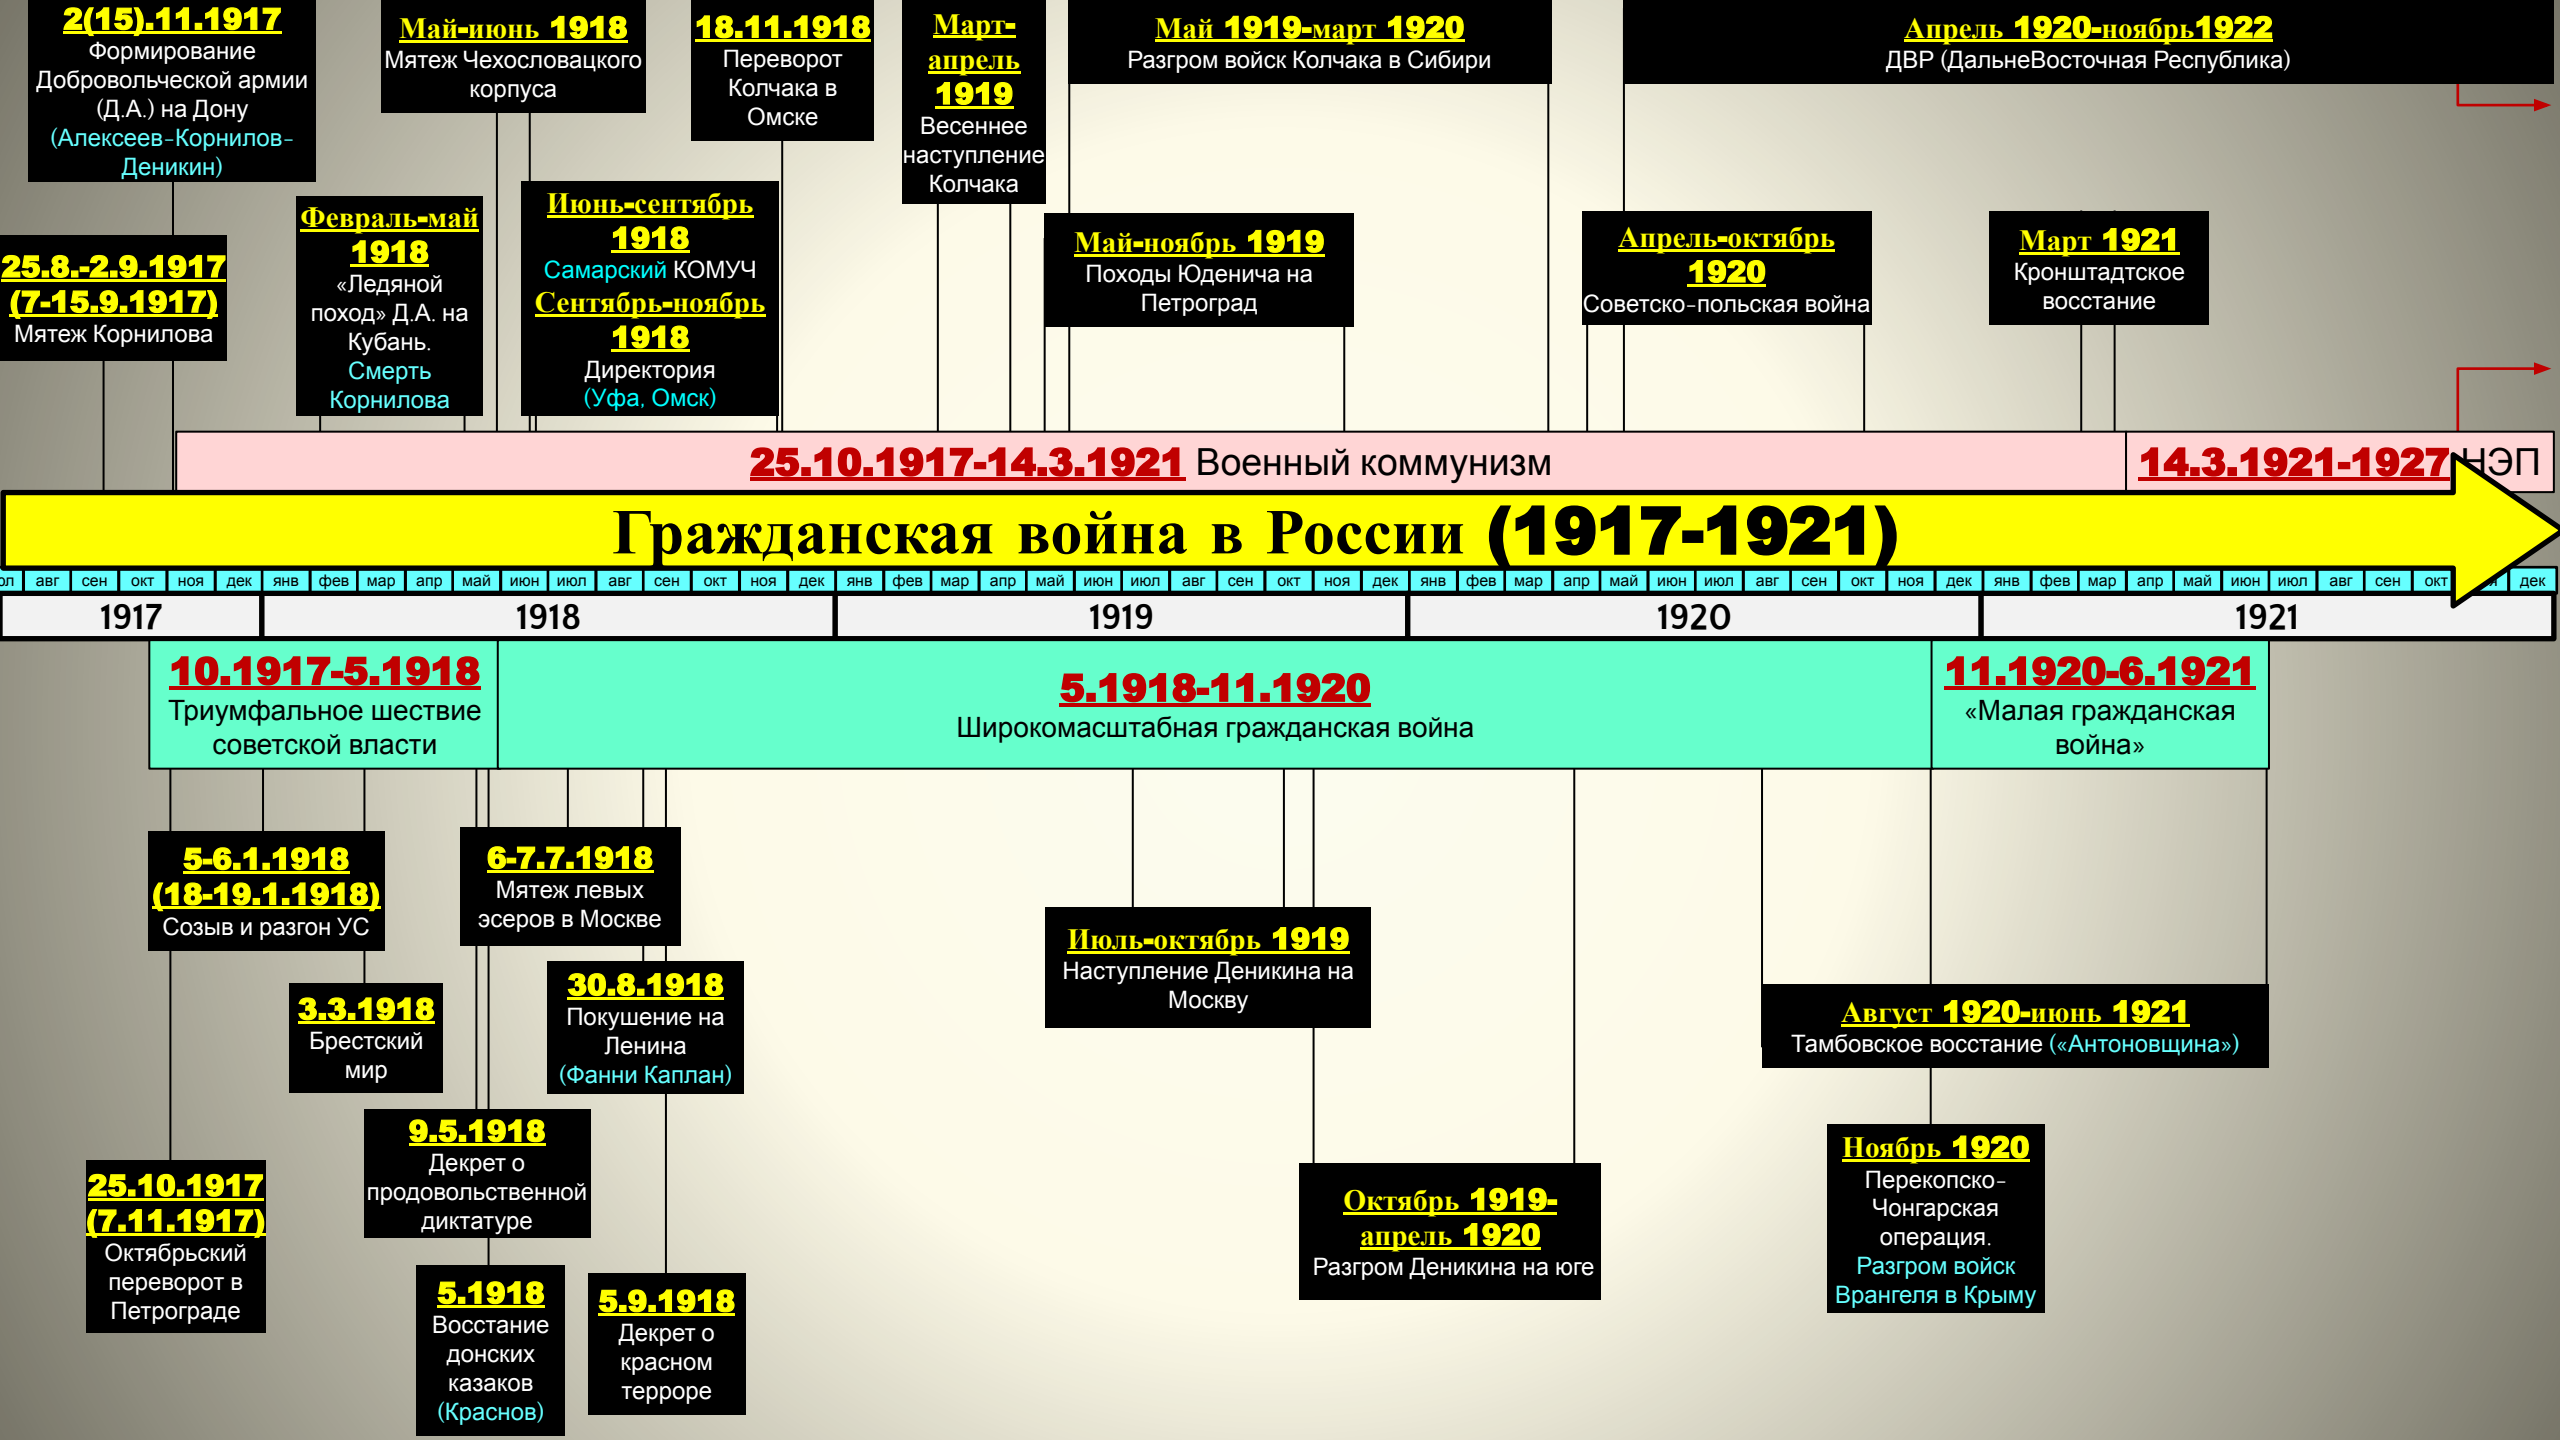 2(15).11.1917
Формирование
Добровольческой армии
(Д.А.) на Дону
(Алексеев-Корнилов-
Деникин)
Май-июнь 1918
Мятеж Чехословацкого
корпуса
18.11.1918
Переворот
Колчака в
Омске
Март-
апрель
1919
Весеннее
наступление
Колчака
Май 1919-март 1920
Разгром войск Колчака в Сибири
Апрель 1920-ноябрь1922
ДВР (ДальнеВосточная Республика)
25.8.-2.9.1917
(7-15.9.1917)
Мятеж Корнилова
Февраль-май
1918
«Ледяной
поход» Д.А. на
Кубань.
Смерть
Корнилова
Июнь-сентябрь
1918
Самарский КОМУЧ
Сентябрь-ноябрь
1918
Директория
(Уфа, Омск)
Май-ноябрь 1919
Походы Юденича на
Петроград
Апрель-октябрь
1920
Советско-польская война
Март 1921
Кронштадтское
восстание
25.10.1917-14.3.1921 Военный коммунизм
14.3.1921-1927 НЭП
Гражданская война в России (1917-1921)
авг сен окт ноя дек янв фев мар апр май июн июл авг сен окт ноя дек янв фев мар апр май июн июл авг сен окт ноя дек янв фев мар апр май июн июл авг сен окт ноя дек янв фев мар апр май июн июл авг сен окт дек
1917 1918 1919 1920 1921
10.1917-5.1918
Триумфальное шествие
советской власти
5.1918-11.1920
Широкомасштабная гражданская война
11.1920-6.1921
«Малая гражданская
война»
5-6.1.1918
(18-19.1.1918)
Созыв и разгон УС
6-7.7.1918
Мятеж левых
эсеров в Москве
3.3.1918
Брестский
мир
30.8.1918
Покушение на
Ленина
(Фанни Каплан)
Июль-октябрь 1919
Наступление Деникина на
Москву
Август 1920-июнь 1921
Тамбовское восстание («Антоновщина»)
25.10.1917
(7.11.1917)
Октябрьский
переворот в
Петрограде
9.5.1918
Декрет о
продовольственной
диктатуре
5.1918
Восстание
донских
казаков
(Краснов)
5.9.1918
Декрет о
красном
терроре
Октябрь 1919-
апрель 1920
Разгром Деникина на юге
Ноябрь 1920
Перекопско-
Чонгарская
операция.
Разгром войск
Врангеля в Крыму